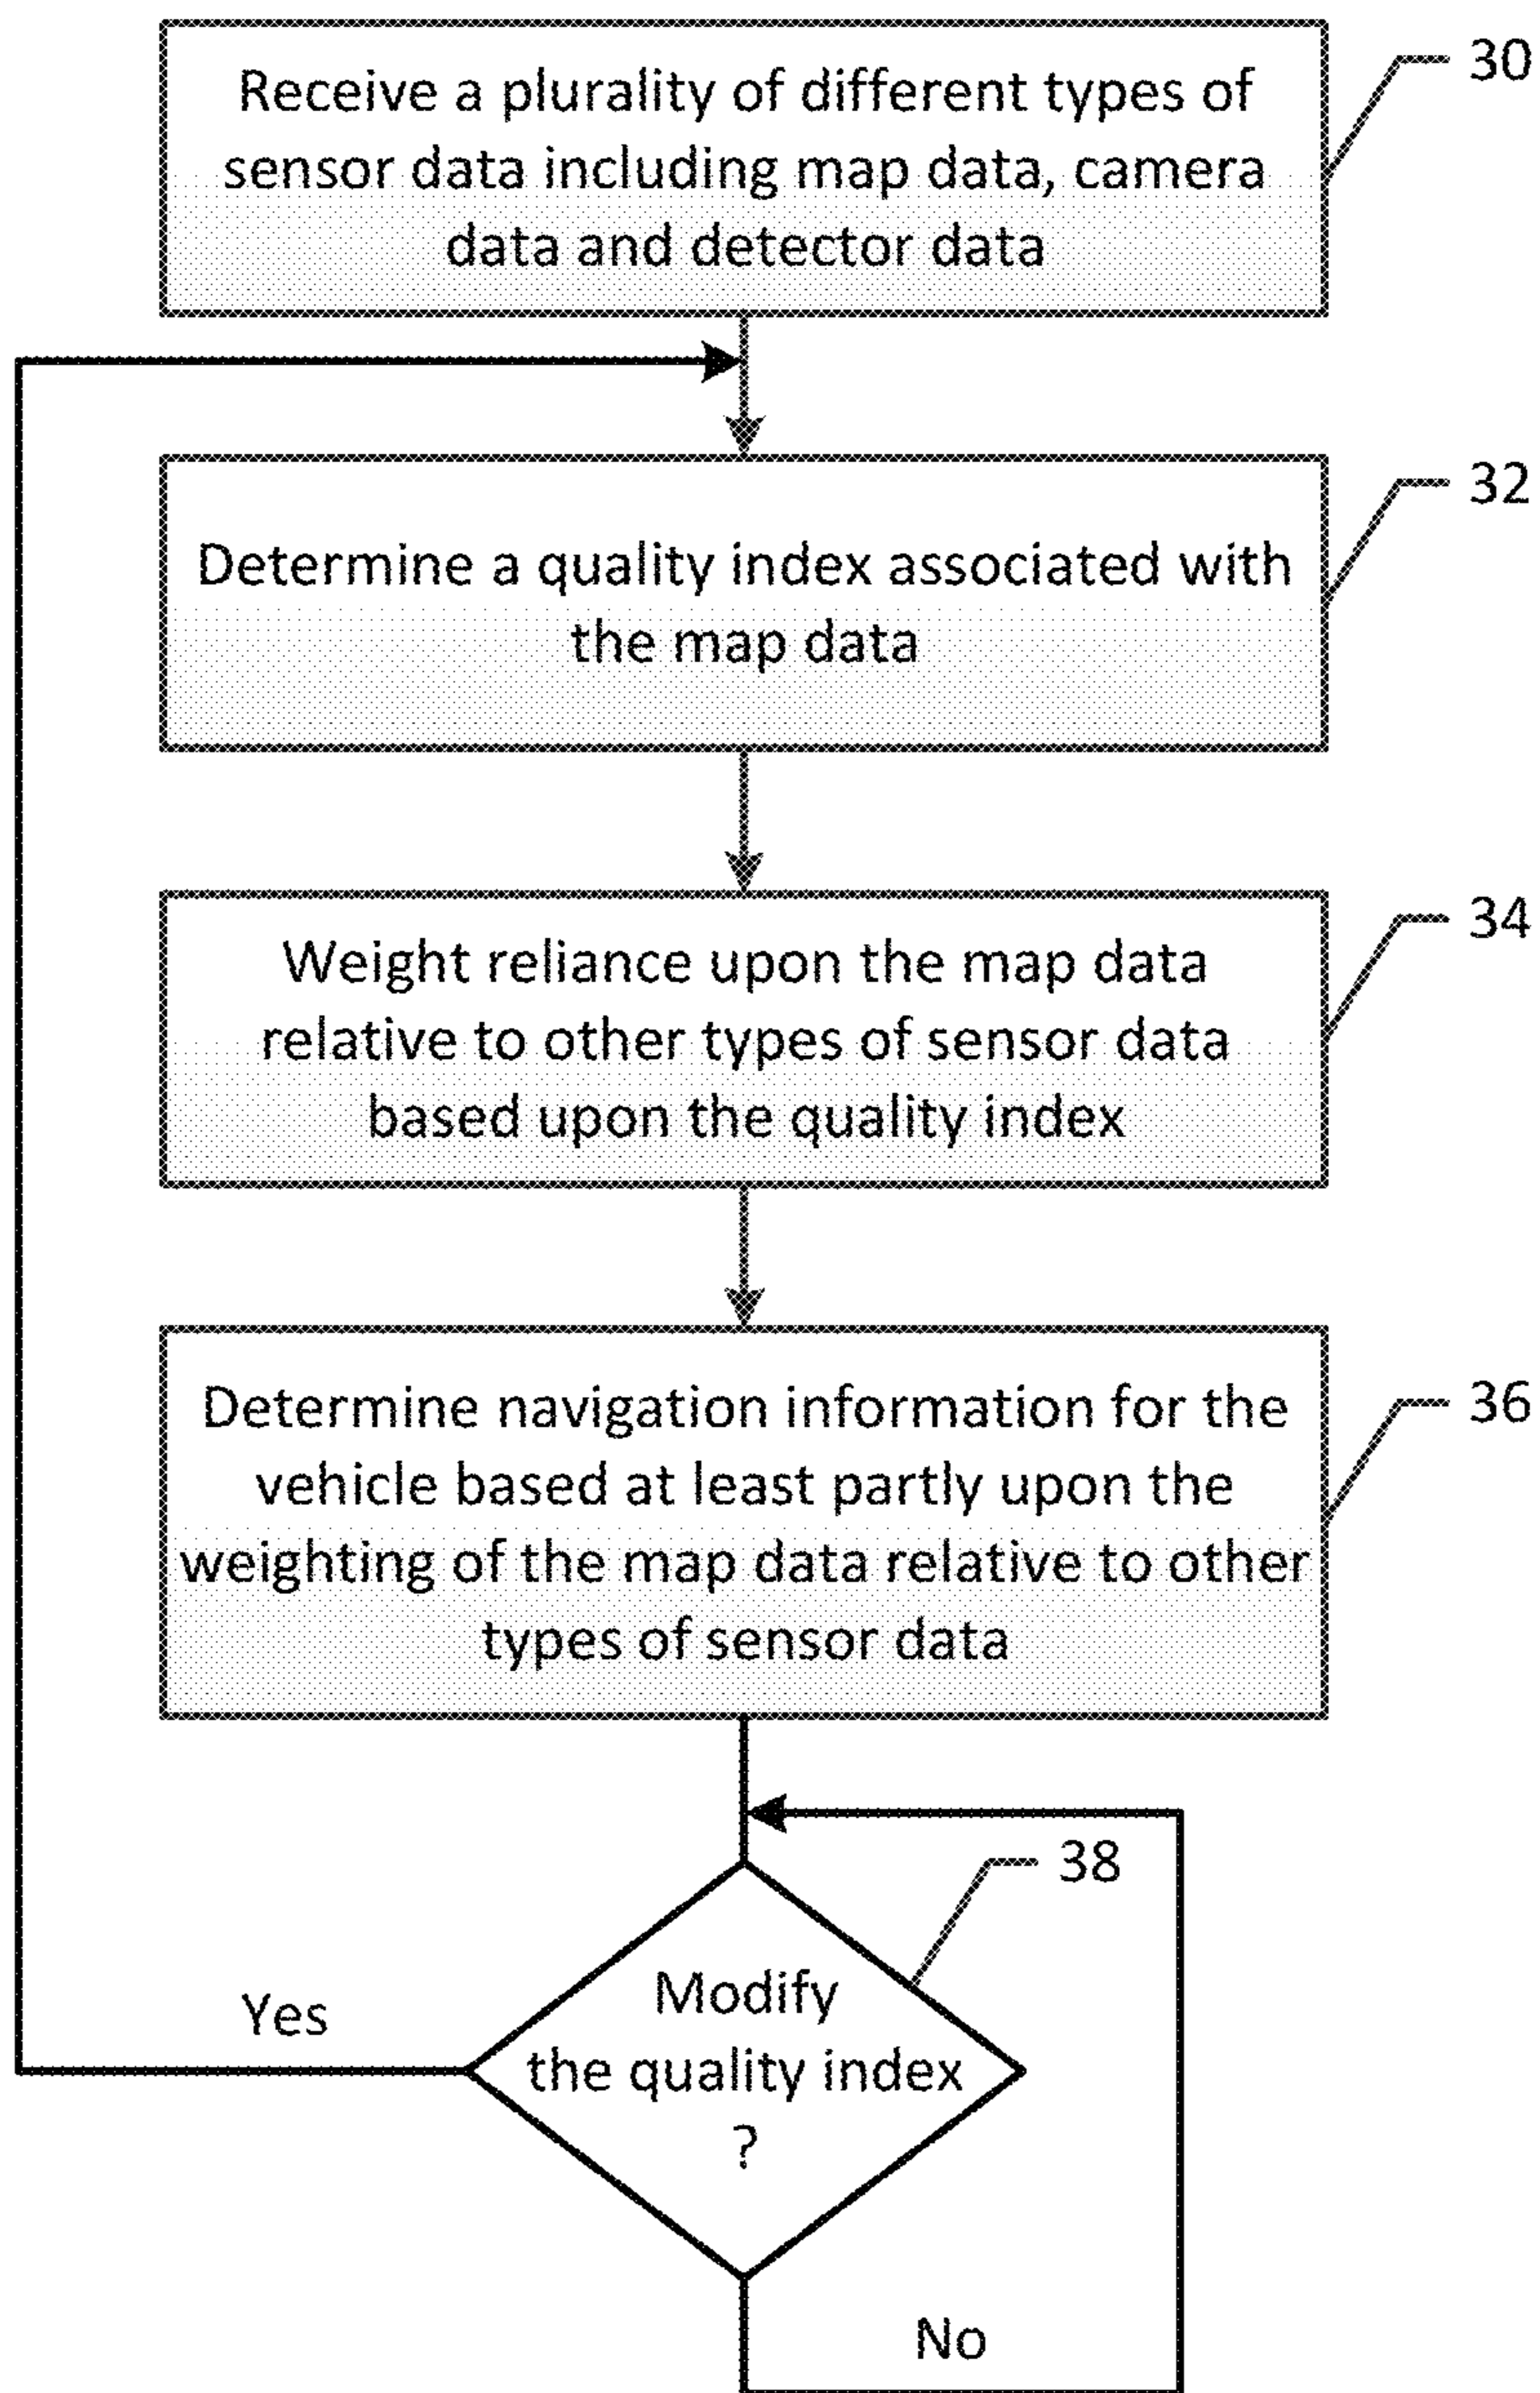 Receive a plurality of different types of
sensor data including map data, camera
data and detector data
30
Determine a quality index associated with
the map data
32
Weight reliance upon the map data
relative to other types of sensor data
based upon the quality index
34
Determine navigation information for the
vehicle based at least partly upon the
weighting of the map data relative to other
types of sensor data
36
Modify
the quality index
?
38
Yes
No